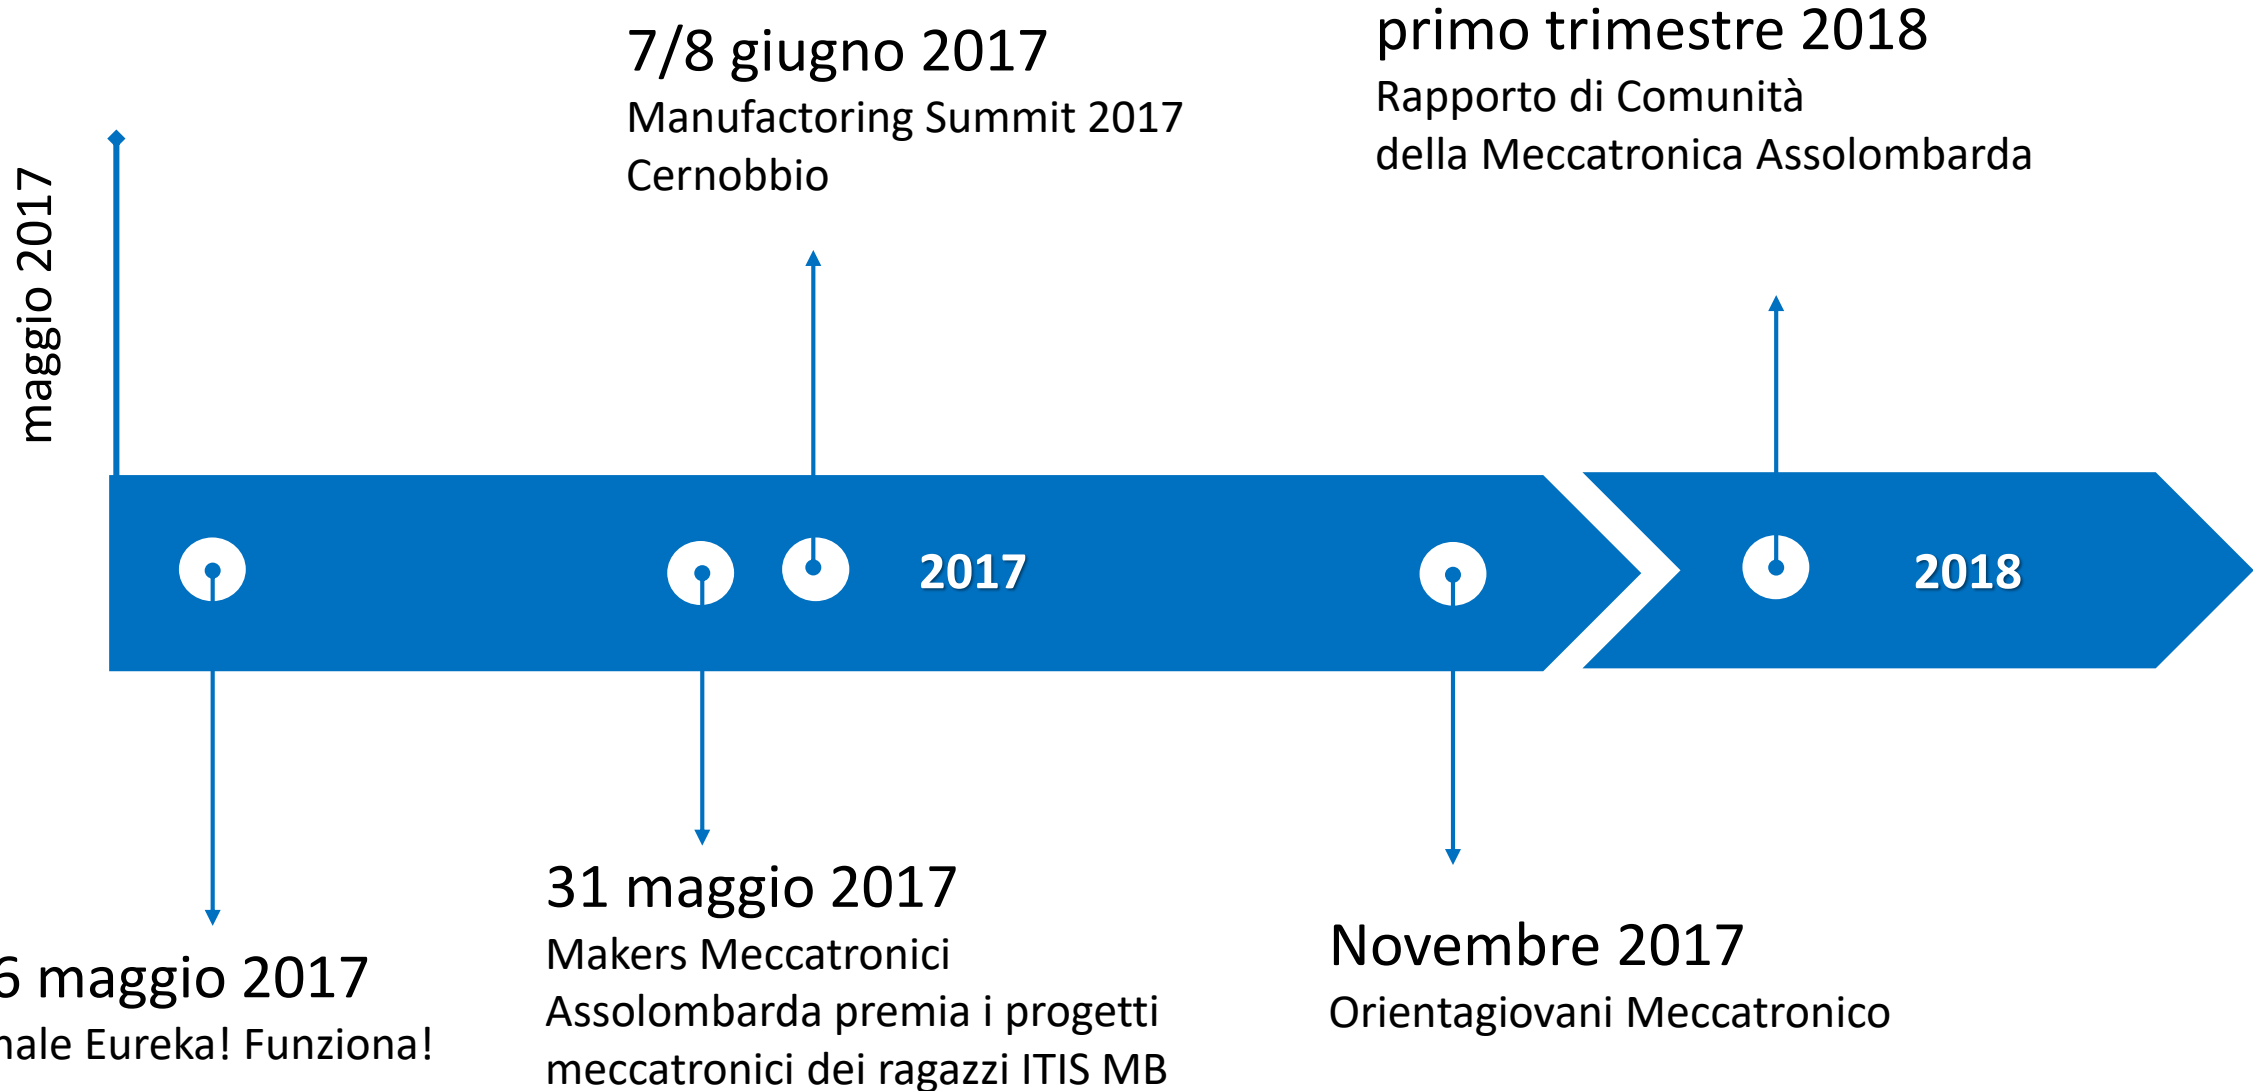 maggio 2017
7/8 giugno 2017
Manufactoring Summit 2017
Cernobbio
primo trimestre 2018
Rapporto di Comunità
della Meccatronica Assolombarda
2017
2018
6 maggio 2017
Eureka! Funziona!
31 maggio 2017
Makers Meccatronici
Assolombarda premia i progetti
meccatronici dei ragazzi ITIS MB
Novembre 2017
Orientagiovani Meccatronico